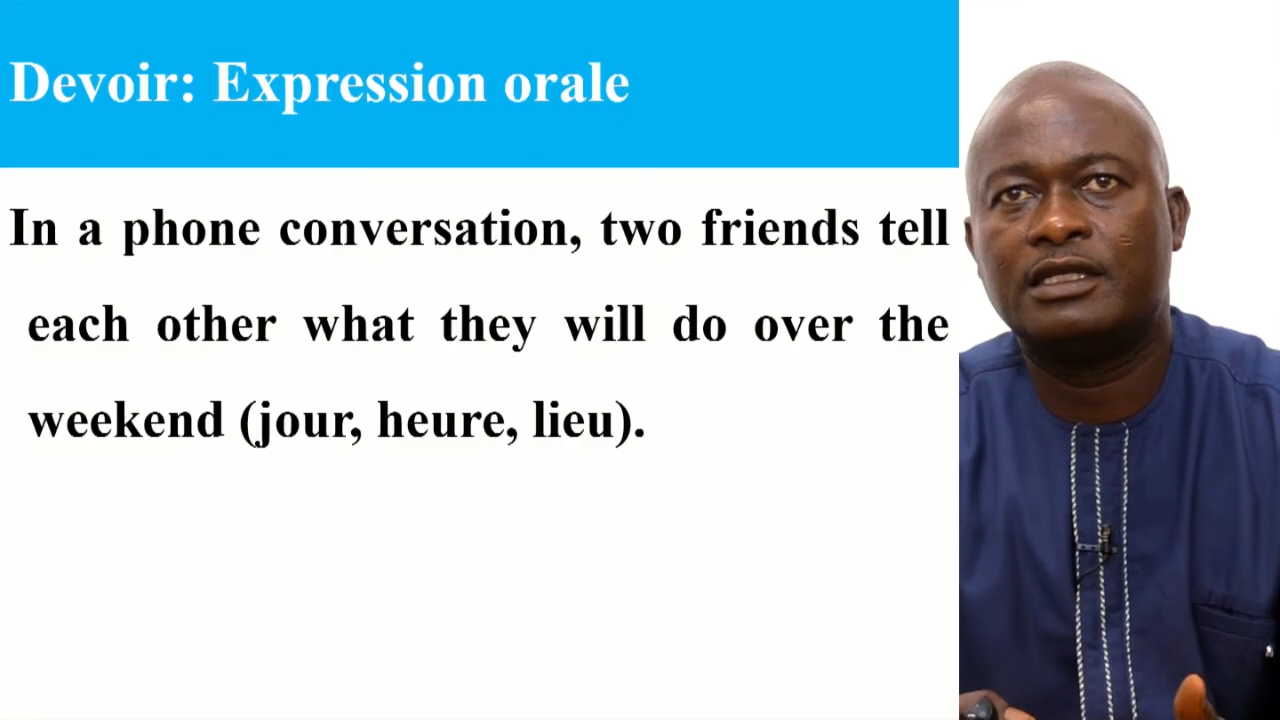 Devoir: Expression orale
In a phone conversation, two friends tell
each other what they will do over the
weekend (jour, heure, lieu).